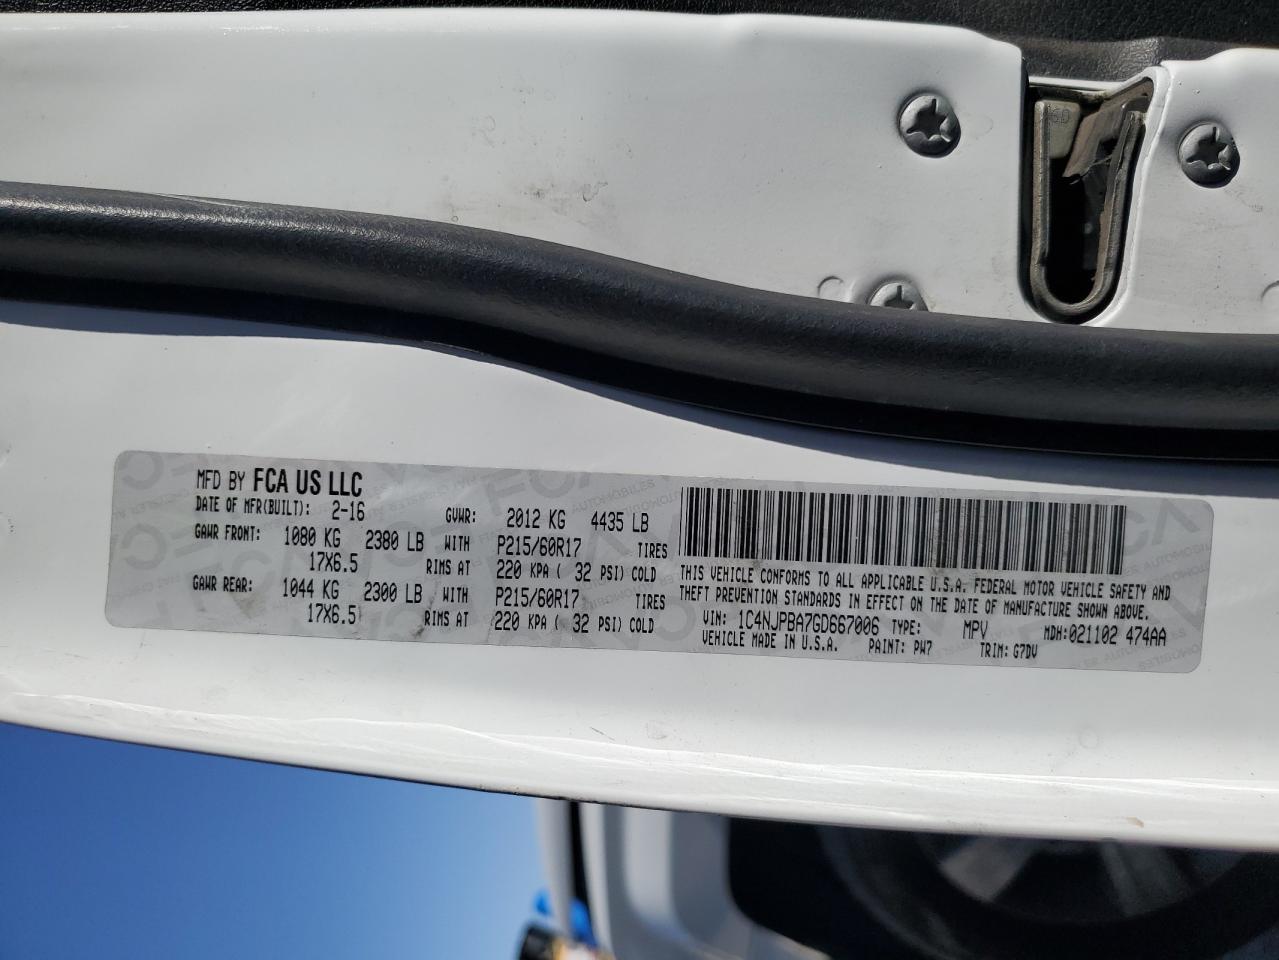 MFD BY FCA US LLC
DATE OF MFR(BUILT): 2-16 GVWR: 2012 KG 4435 LB
GAWR FRONT: 1080 KG 2380 LB WITH P215/60R17 TIRES
17X6.5 RIMS AT 220 KPA ( 32 PSI) COLD
GAWR REAR: 1044 KG 2300 LB WITH P215/60R17 TIRES
17X6.5 RIMS AT 220 KPA ( 32 PSI) COLD
THIS VEHICLE CONFORMS TO ALL APPLICABLE U.S.A. FEDERAL MOTOR VEHICLE SAFETY AND
THEFT PREVENTION STANDARDS IN EFFECT ON THE DATE OF MANUFACTURE SHOWN ABOVE.
VIN: 1C4NJPBA7GD667006 TYPE: MPV MDH:021102 474AA
VEHICLE MADE IN U.S.A. PAINT: PW7 TRIM: G7DV